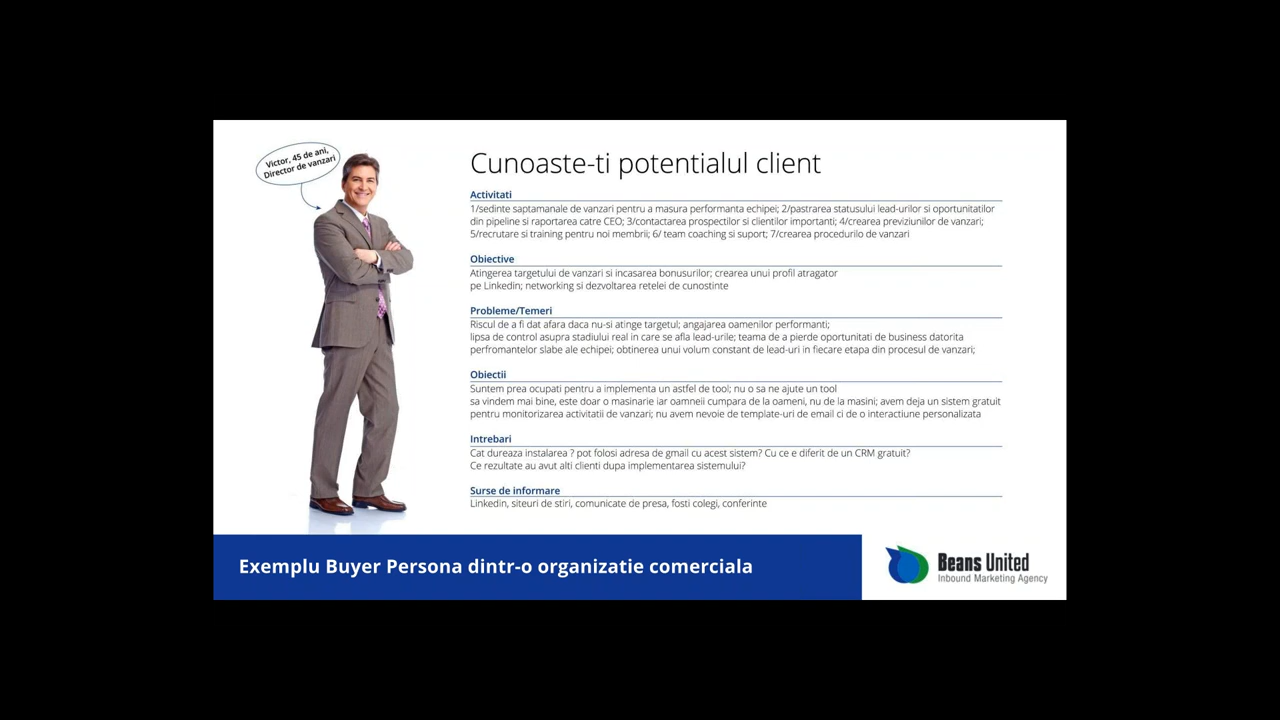 Victor, 45 de ani,
Director de vanzari
Cunoaste-ti potentialul client
Activitati
1/sedinte saptamanale de vanzari pentru a masura performanta echipei; 2/pastrarea statusului lead-urilor si oportunitatilor
din pipeline si raportarea catre CEO; 3/contactarea prospectilor si clientilor importanti; 4/crearea previziunilor de vanzari;
5/recrutare si training pentru noi membrii; 6/ team coaching si suport; 7/crearea procedurilo de vanzari
Obiective
Atingerea targetului de vanzari si incasarea bonusurilor; crearea unui profil atragator
pe Linkedin; networking si dezvoltarea retelei de cunostinte
Probleme/Temeri
Riscul de a fi dat afara daca nu-si atinge targetul; angajarea oamenilor performanti;
lipsa de control asupra stadiului real in care se afla lead-urile; teama de a pierde oportunitati de business datorita
perfromantelor slabe ale echipei; obtinerea unui volum constant de lead-uri in fiecare etapa din procesul de vanzari;
Obiectii
Suntem prea ocupati pentru a implementa un astfel de tool; nu o sa ne ajute un tool
sa vindem mai bine, este doar o masinarie iar oamneii cumpara de la oameni, nu de la masini; avem deja un sistem gratuit
pentru monitorizarea activitatii de vanzari; nu avem nevoie de template-uri de email ci de o interactiune personalizata
Intrebari
Cat dureaza instalarea ? pot folosi adresa de gmail cu acest sistem? Cu ce e diferit de un CRM gratuit?
Ce rezultate au avut alti clienti dupa implementarea sistemului?
Surse de informare
Linkedin, siteuri de stiri, comunicate de presa, fosti colegi, conferinte
Exemplu Buyer Persona dintr-o organizatie comerciala
Beans United
Inbound Marketing Agency